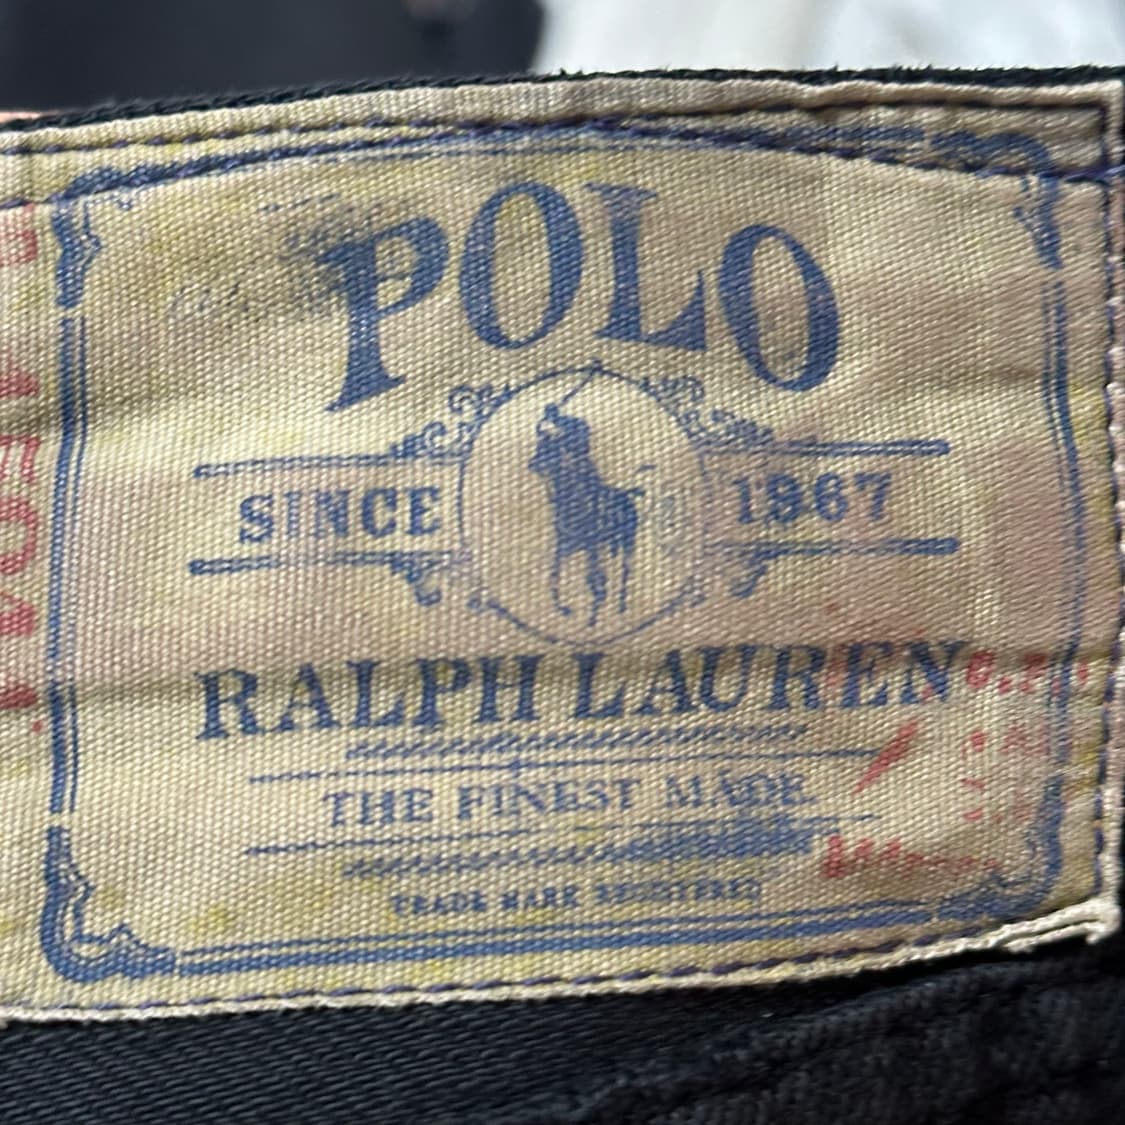 POLO
SINCE 1967
RALPH LAUREN
THE FINEST MADE.
TRADE MARK REGISTERED